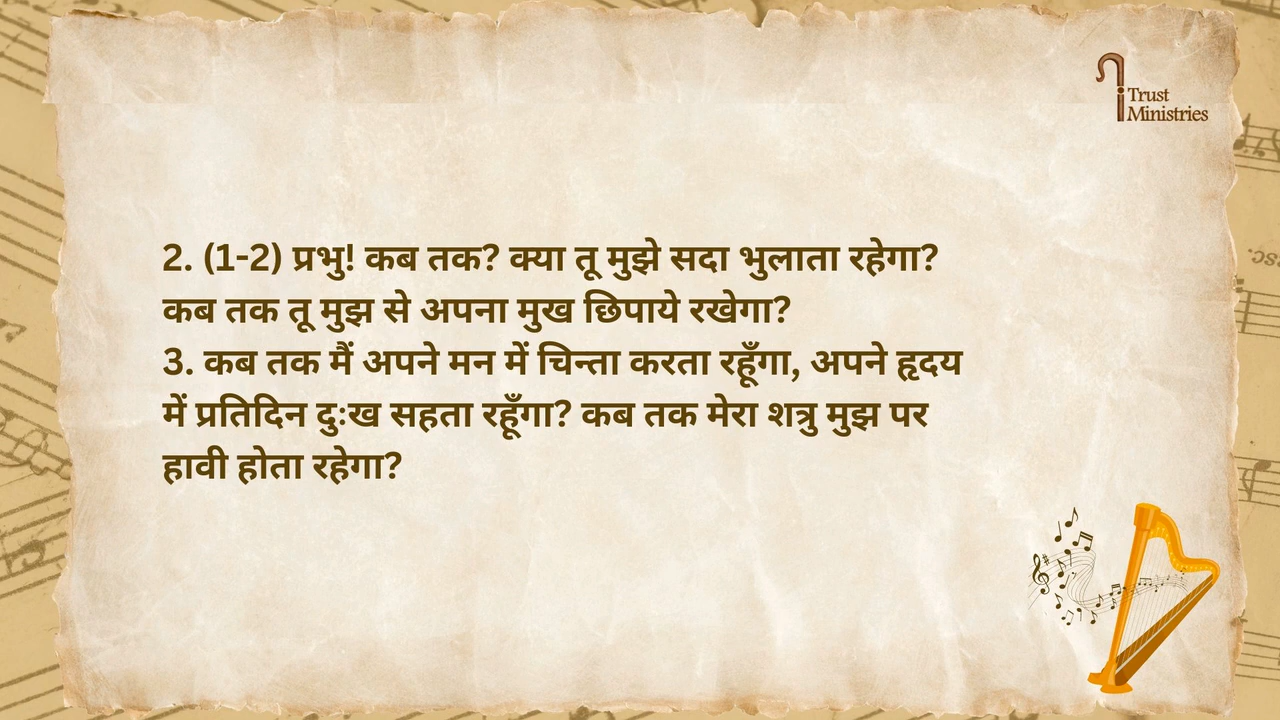 Trust
Ministries
2. (1-2) प्रभु! कब तक? क्या तू मुझे सदा भुलाता रहेगा?
कब तक तू मुझ से अपना मुख छिपाये रखेगा?
3. कब तक मैं अपने मन में चिन्ता करता रहूँगा, अपने हृदय
में प्रतिदिन दुःख सहता रहूँगा? कब तक मेरा शत्रु मुझ पर
हावी होता रहेगा?